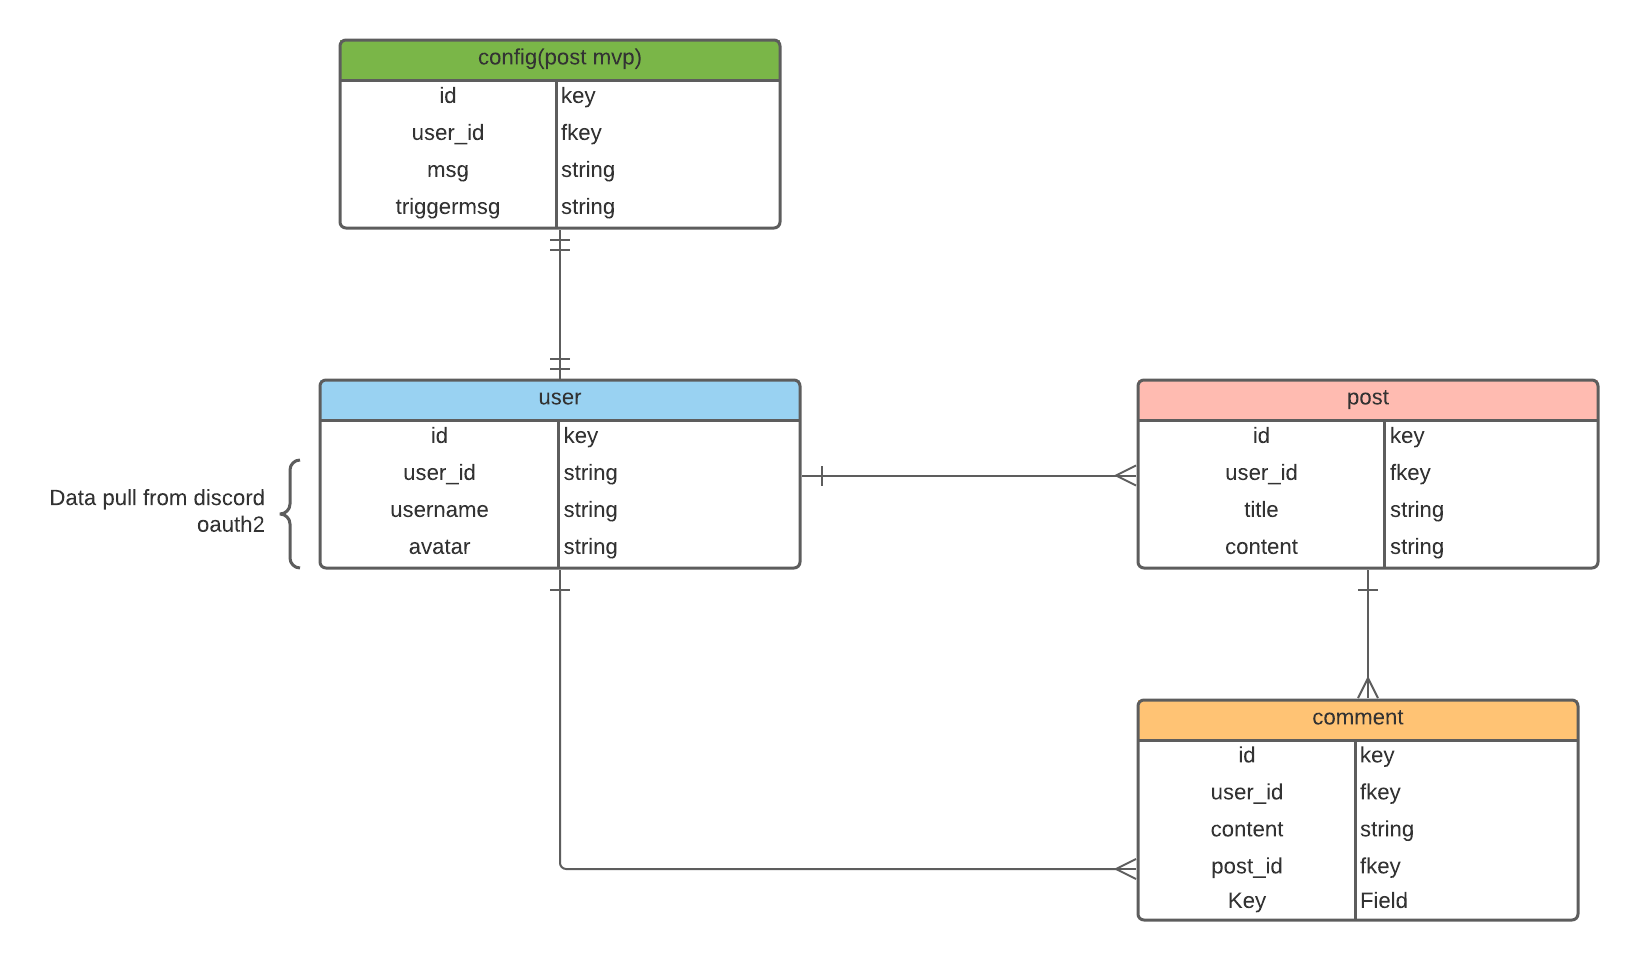 config(post mvp)
id key
user_id fkey
msg string
triggermsg string
user
id key
user_id string
username string
avatar string
Data pull from discord
oauth2
post
id key
user_id fkey
title string
content string
comment
id key
user_id fkey
content string
post_id fkey
Key Field